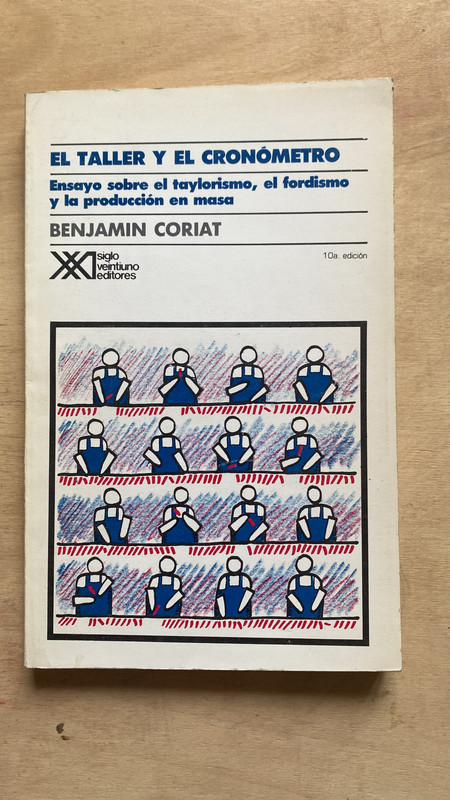 EL TALLER Y EL CRONÓMETRO
Ensayo sobre el taylorismo, el fordismo
y la producción en masa
BENJAMIN CORIAT
XXI siglo
veintiuno
editores
10a. edición